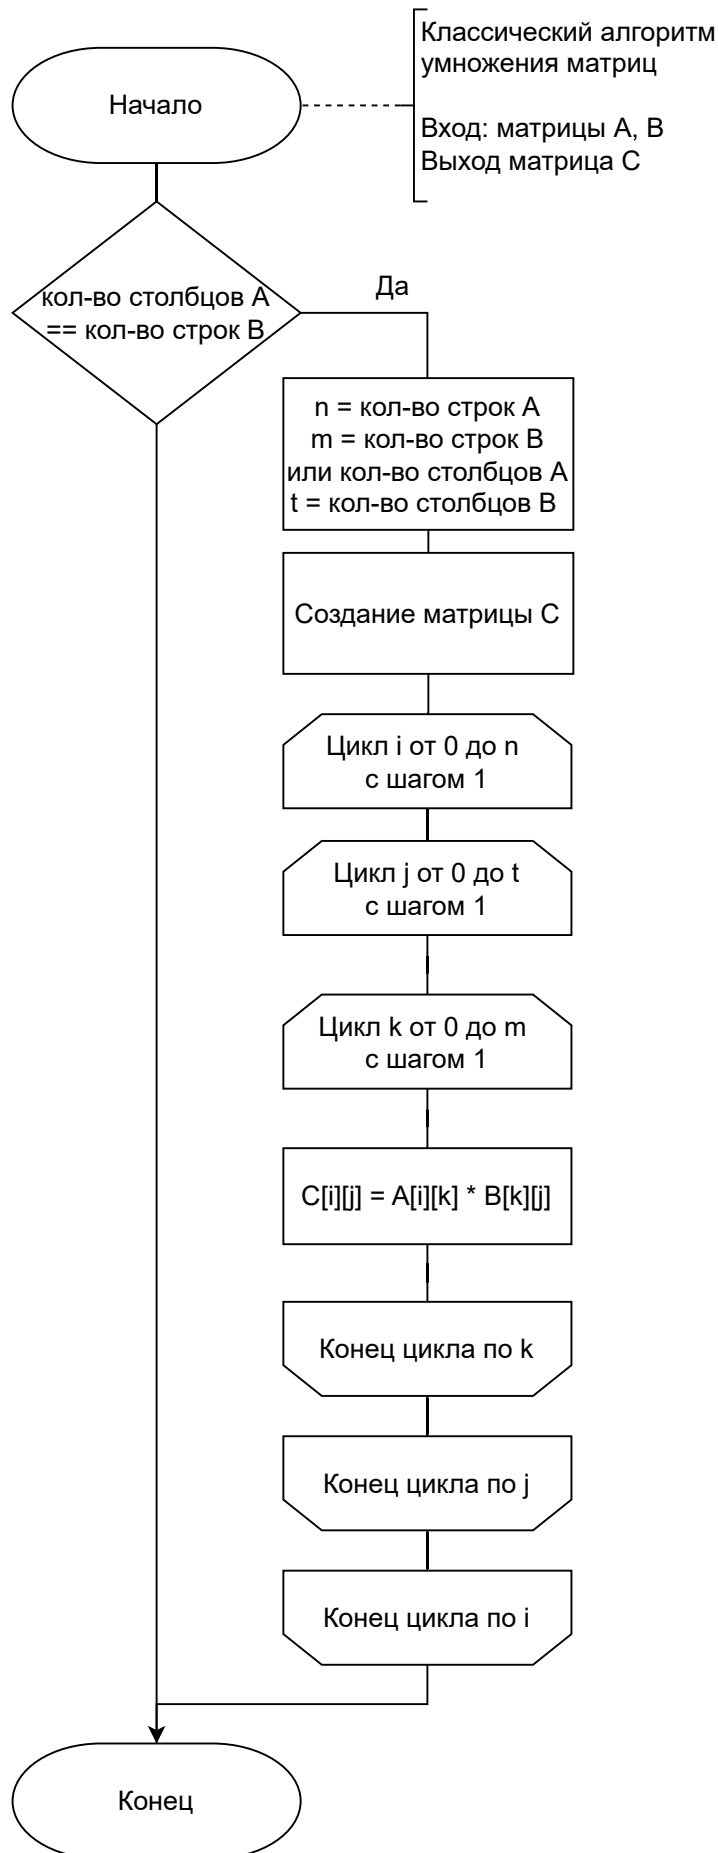 Классический алгоритм
умножения матриц
Вход: матрицы A, B
Выход матрица C
Начало
кол-во столбцов A
== кол-во строк B
Да
n = кол-во строк A
m = кол-во строк B
или кол-во столбцов A
t = кол-во столбцов B
Создание матрицы C
Цикл i от 0 до n
с шагом 1
Цикл j от 0 до t
с шагом 1
Цикл k от 0 до m
с шагом 1
C[i][j] = A[i][k] * B[k][j]
Конец цикла по k
Конец цикла по j
Конец цикла по i
Конец